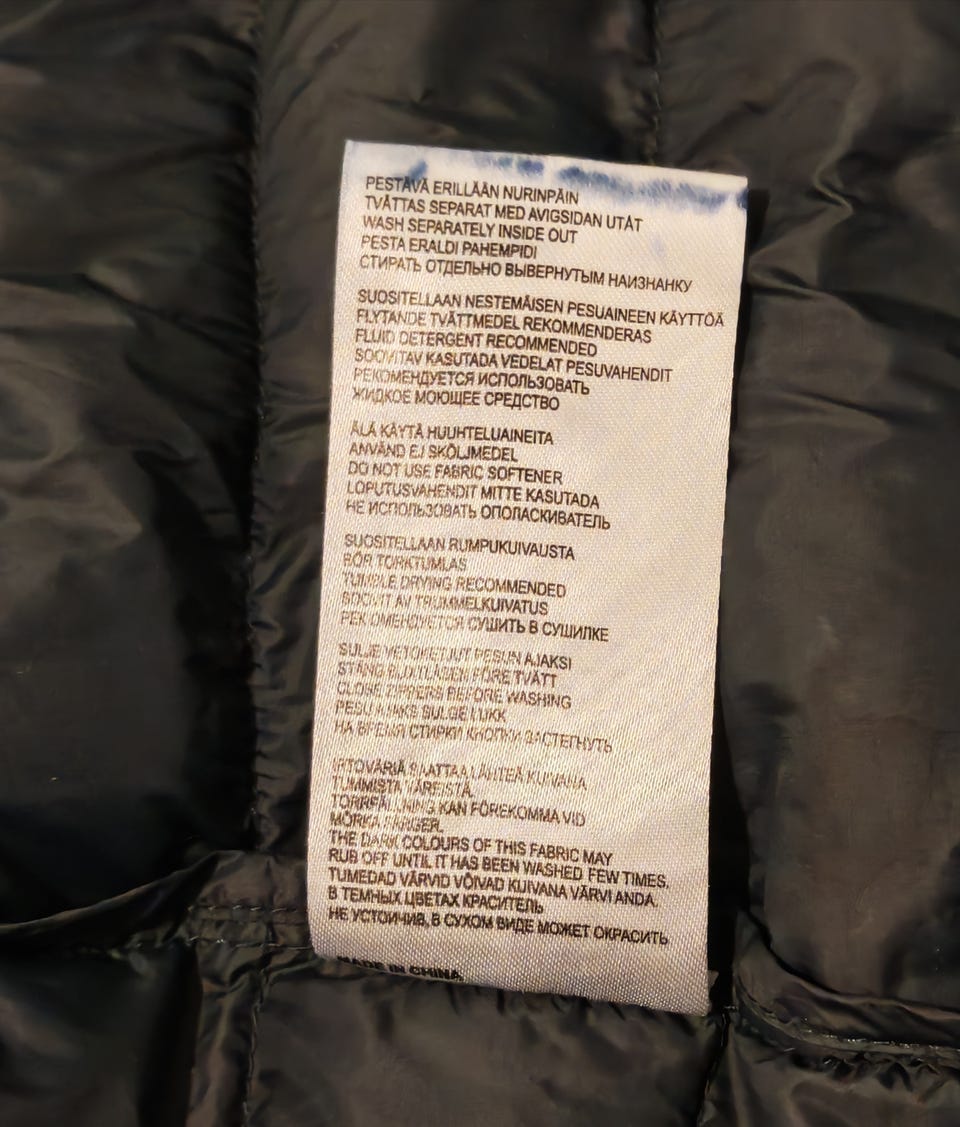 PESTÄVÄ ERILLÄÄN NURINPÄIN
TVÄTTAS SEPARAT MED AVIGSIDAN UTÅT
WASH SEPARATELY INSIDE OUT
PESTA ERALDI PAHEMPIDI
СТИРАТЬ ОТДЕЛЬНО ВЫВЕРНУТЫМ НАИЗНАНКУ
SUOSITELLAAN NESTEMÄISEN PESUAINEEN KÄYTTÖÄ
FLYTANDE TVÄTTMEDEL REKOMMENDERAS
FLUID DETERGENT RECOMMENDED
SOOVITAV KASUTADA VEDELAT PESUVAHENDIT
РЕКОМЕНДУЕТСЯ ИСПОЛЬЗОВАТЬ
ЖИДКОЕ МОЮЩЕЕ СРЕДСТВО
ÄLÄ KÄYTÄ HUUHTELUAINEITA
ANVÄND EJ SKÖLJMEDEL
DO NOT USE FABRIC SOFTENER
LOPUTUSVAHENDIT MITTE KASUTADA
НЕ ИСПОЛЬЗОВАТЬ ОПОЛАСКИВАТЕЛЬ
SUOSITELLAAN RUMPUKUIVAUSTA
BÖR TORKTUMLAS
TUMBLE DRYING RECOMMENDED
SOOVITAV TRUMMELKUIVATUS
РЕКОМЕНДУЕТСЯ СУШИТЬ В СУШИЛКЕ
SULJE VETOKETJUT PESUN AJAKSI
STÄNG BLIXTLÅSEN FÖRE TVÄTT
CLOSE ZIPPERS BEFORE WASHING
PESU AJAKS SULGE LUKK
НА ВРЕМЯ СТИРКИ КНОПКИ ЗАСТЕГНУТЬ
IRTOVÄRIÄ SAATTAA LÄHTEÄ KUIVANA
TUMMISTA VÄREISTÄ.
TORRFÄLLNING KAN FÖREKOMMA VID
MÖRKA FÄRGER.
THE DARK COLOURS OF THIS FABRIC MAY
RUB OFF UNTIL IT HAS BEEN WASHED FEW TIMES.
TUMEDAD VÄRVID VÕIVAD KUIVANA VÄRVI ANDA.
В ТЕМНЫХ ЦВЕТАХ КРАСИТЕЛЬ
НЕ УСТОЙЧИВ, В СУХОМ ВИДЕ МОЖЕТ ОКРАСИТЬ
MADE IN CHINA